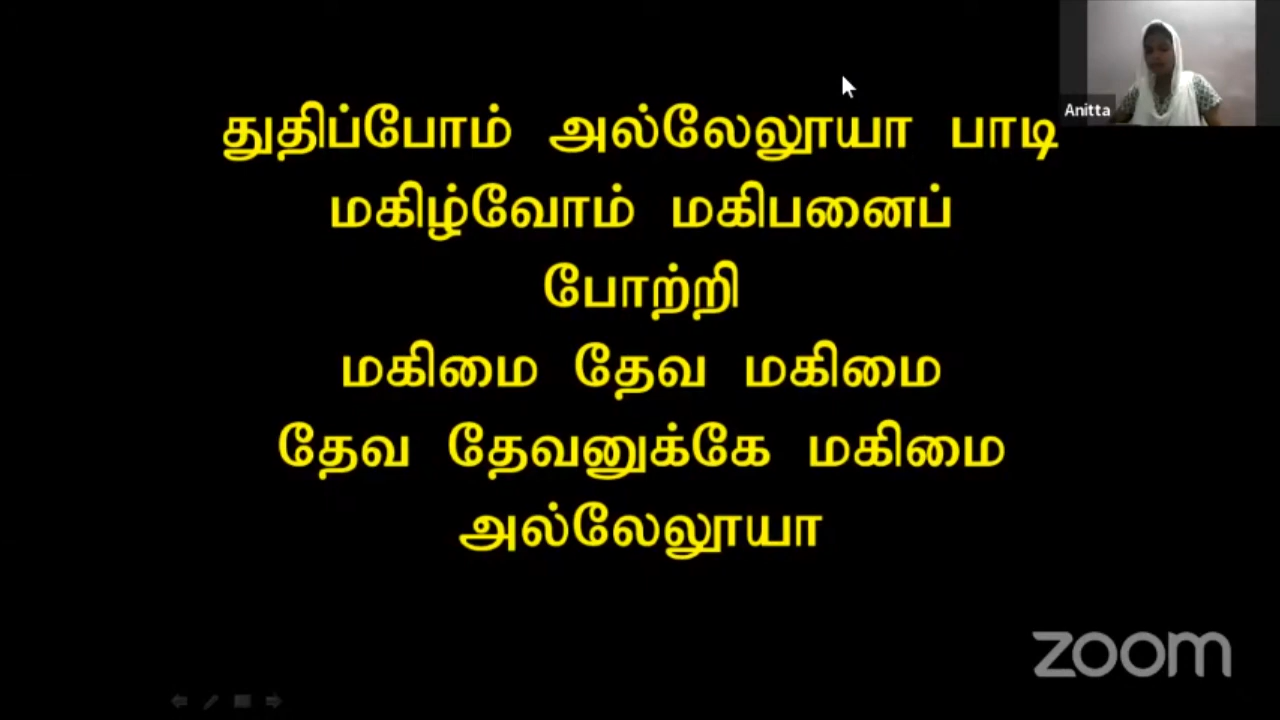 துதிப்போம் அல்லேலூயா பாடி
மகிழ்வோம் மகிபனைப்
போற்றி
மகிமை தேவ மகிமை
தேவ தேவனுக்கே மகிமை
அல்லேலூயா
Anitta
zoom